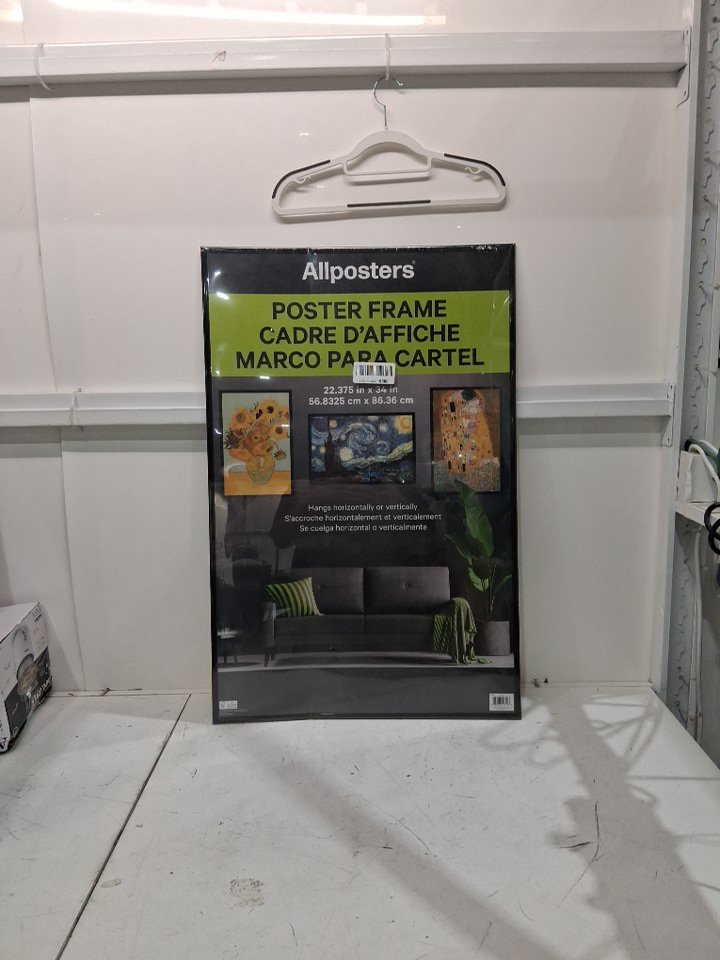 Allposters
POSTER FRAME
CADRE D'AFFICHE
MARCO PARA CARTEL
22.375 in x 34 in
56.8325 cm x 86.36 cm
Hangs horizontally or vertically
S'accroche horizontalement et verticalement
Se cuelga horizontal o verticalmente